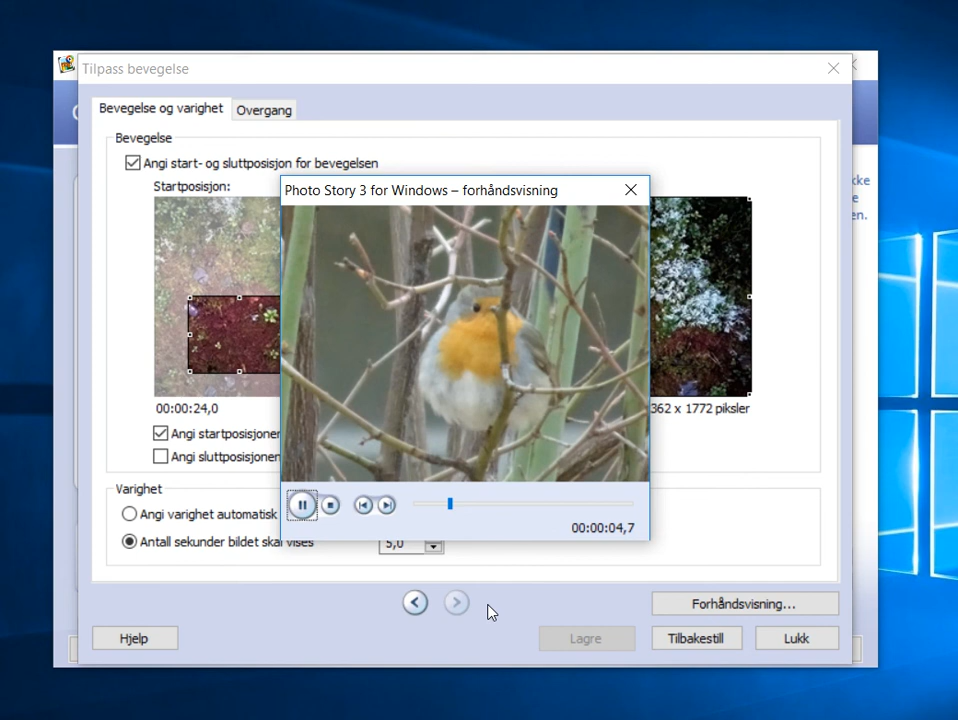 Tilpass bevegelse
Bevegelse og varighet
Overgang
Bevegelse
Angi start- og sluttposisjon for bevegelsen
Startposisjon:
Photo Story 3 for Windows – forhåndsvisning
00:00:04,7
00:00:24,0
362 x 1772 piksler
Angi startposisjonen
Angi sluttposisjonen
Varighet
Angi varighet automatisk
Antall sekunder bildet skal vises
5,0
Forhåndsvisning...
Hjelp
Lagre
Tilbakestill
Lukk
kke
e
en.